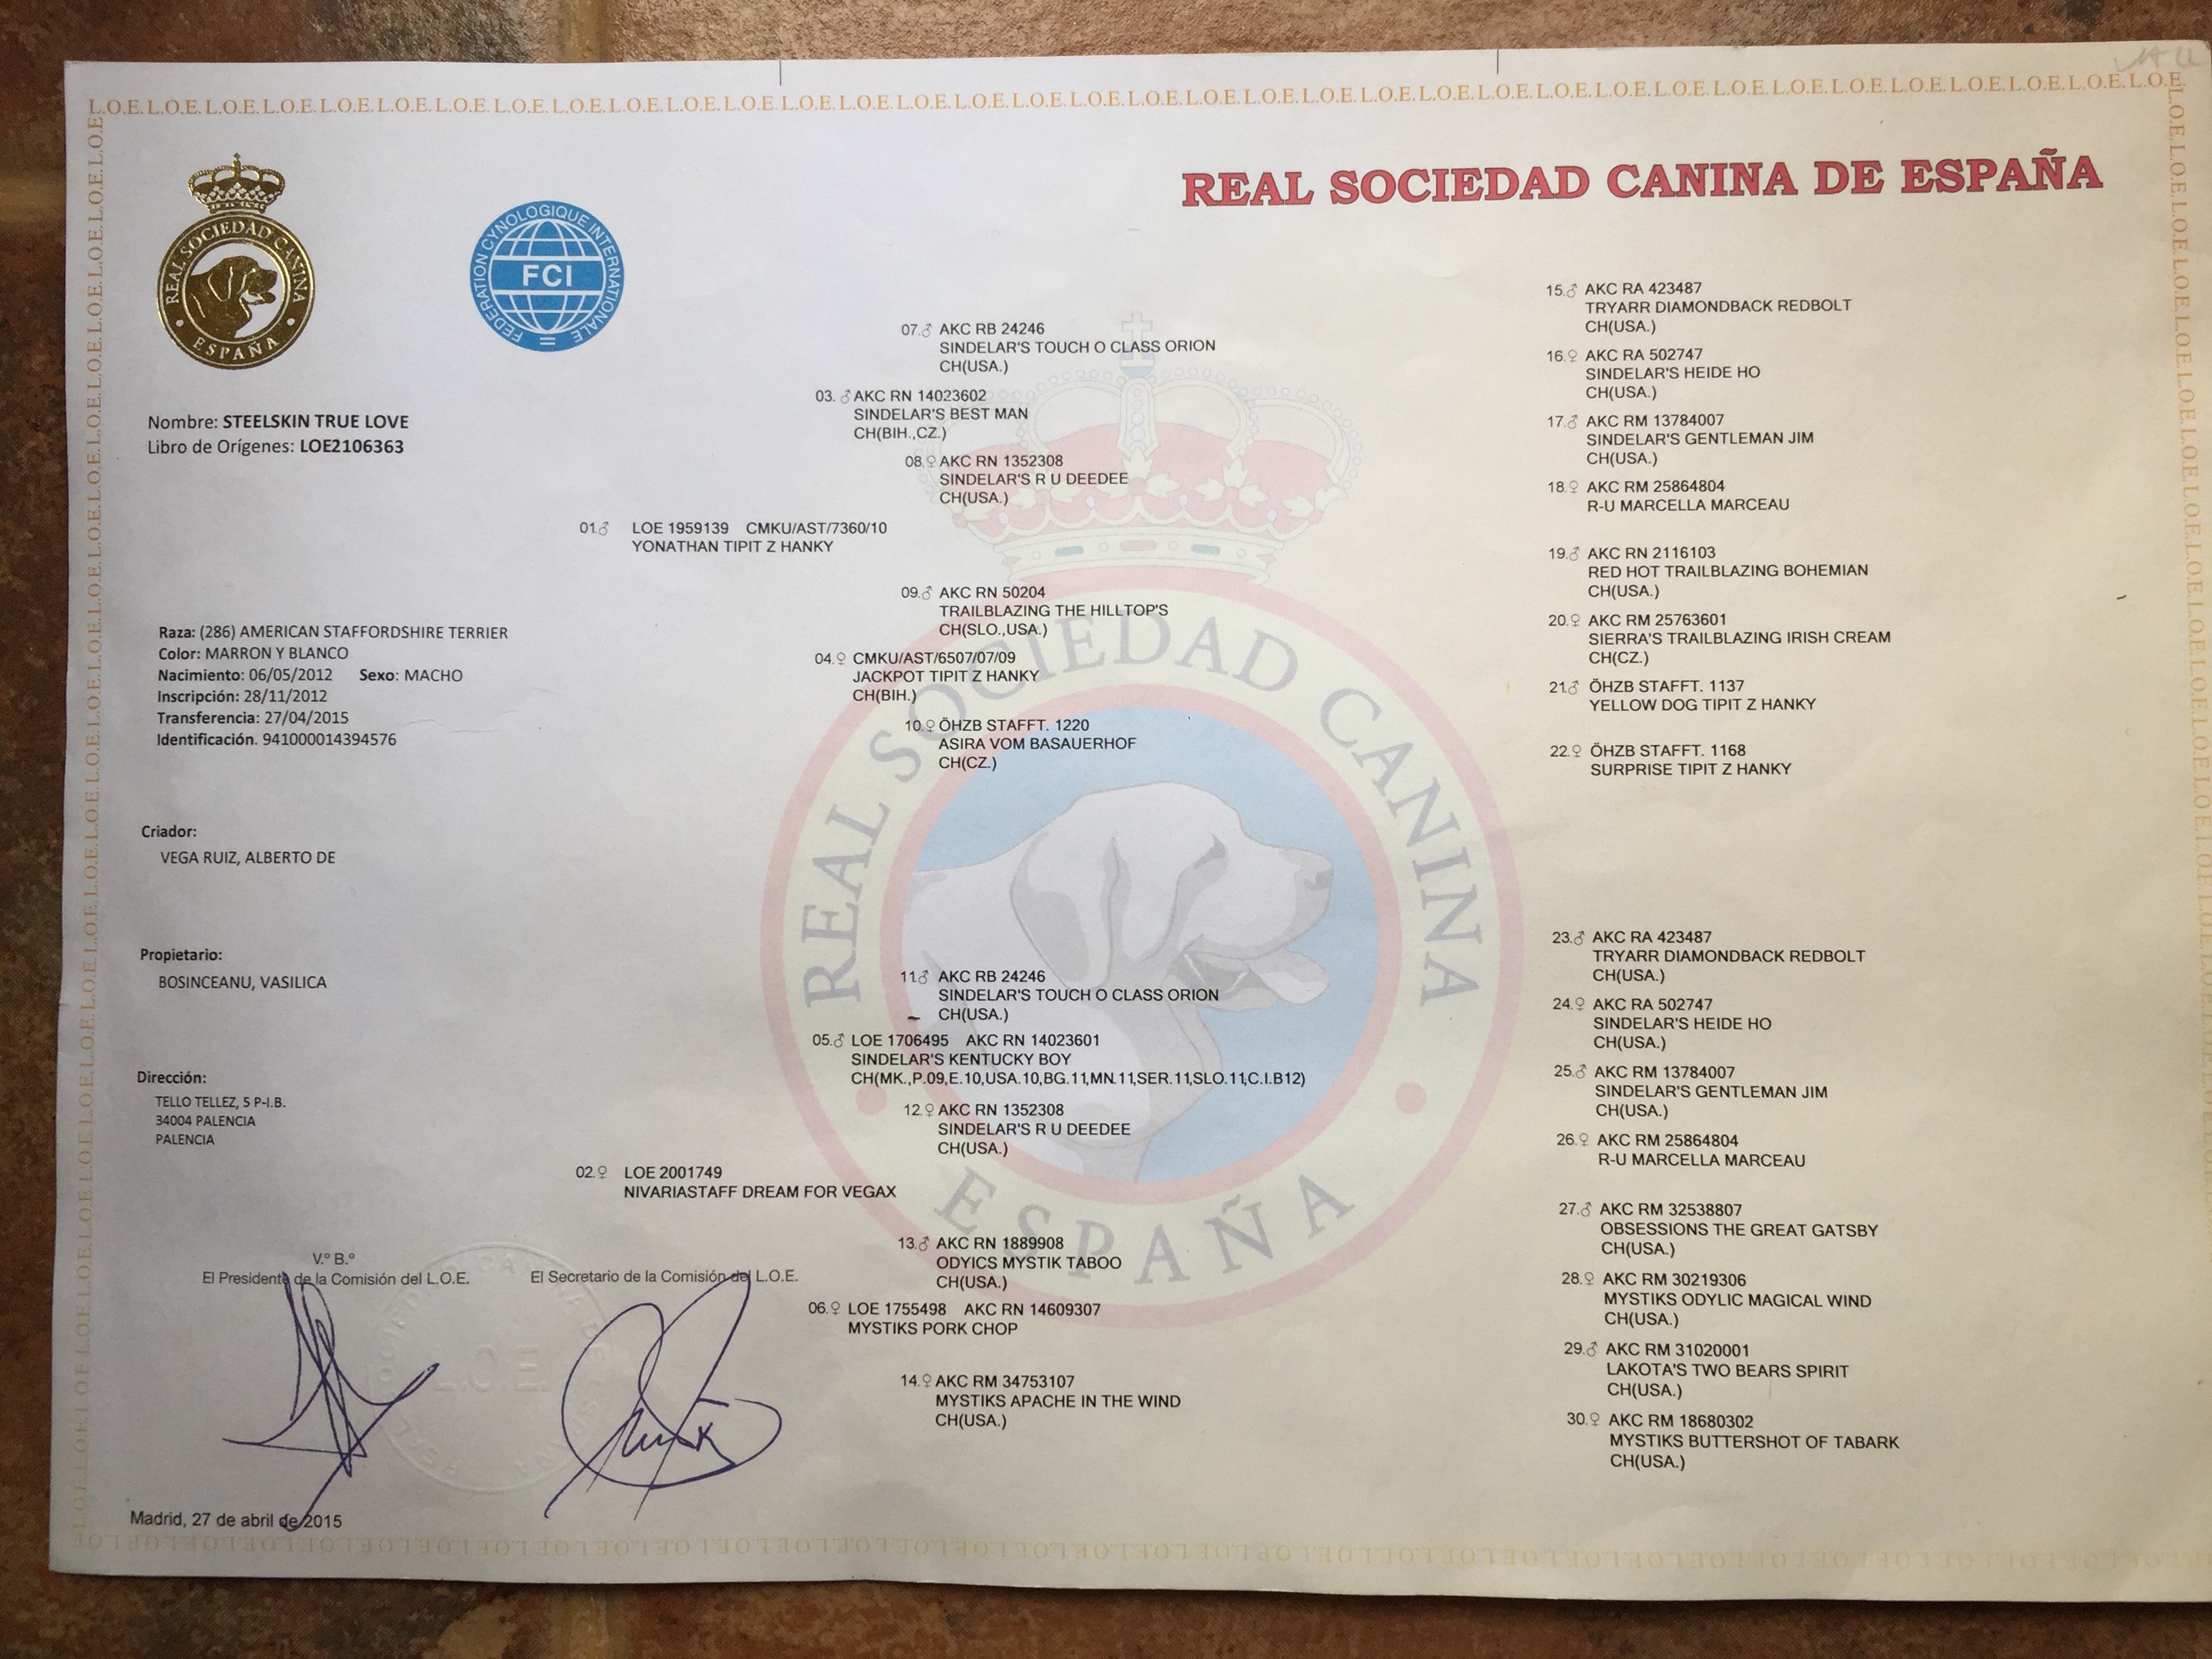 L.O.E.L.O.E.L.O.E.L.O.E.L.O.E.L.O.E.L.O.E.L.O.E.L.O.E.L.O.E.L.O.E.L.O.E.
REAL SOCIEDAD CANINA
ESPAÑA
FEDERATION CYNOLOGIQUE INTERNATIONALE
FCI
REAL SOCIEDAD CANINA DE ESPAÑA
Nombre: STEELSKIN TRUE LOVE
Libro de Orígenes: LOE2106363
Raza: (286) AMERICAN STAFFORDSHIRE TERRIER
Color: MARRON Y BLANCO
Nacimiento: 06/05/2012 Sexo: MACHO
Inscripción: 28/11/2012
Transferencia: 27/04/2015
Identificación. 941000014394576
Criador:
VEGA RUIZ, ALBERTO DE
Propietario:
BOSINCEANU, VASILICA
Dirección:
TELLO TELLEZ, 5 P-I.B.
34004 PALENCIA
PALENCIA
V.º B.º
El Presidente de la Comisión del L.O.E.
El Secretario de la Comisión del L.O.E.
L.O.E.
Madrid, 27 de abril de 2015
01.♂ LOE 1959139 CMKU/AST/7360/10
YONATHAN TIPIT Z HANKY
02.♀ LOE 2001749
NIVARIASTAFF DREAM FOR VEGAX
07.♂ AKC RB 24246
SINDELAR'S TOUCH O CLASS ORION
CH(USA.)
03.♂ AKC RN 14023602
SINDELAR'S BEST MAN
CH(BIH.,CZ.)
08.♀ AKC RN 1352308
SINDELAR'S R U DEEDEE
CH(USA.)
09.♂ AKC RN 50204
TRAILBLAZING THE HILLTOP'S
CH(SLO.,USA.)
04.♀ CMKU/AST/6507/07/09
JACKPOT TIPIT Z HANKY
CH(BIH.)
10.♀ ÖHZB STAFFT. 1220
ASIRA VOM BASAUERHOF
CH(CZ.)
11.♂ AKC RB 24246
SINDELAR'S TOUCH O CLASS ORION
CH(USA.)
05.♂ LOE 1706495 AKC RN 14023601
SINDELAR'S KENTUCKY BOY
CH(MK.,P.09,E.10,USA.10,BG.11,MN.11,SER.11,SLO.11,C.I.B12)
12.♀ AKC RN 1352308
SINDELAR'S R U DEEDEE
CH(USA.)
13.♂ AKC RN 1889908
ODYICS MYSTIK TABOO
CH(USA.)
06.♀ LOE 1755498 AKC RN 14609307
MYSTIKS PORK CHOP
14.♀ AKC RM 34753107
MYSTIKS APACHE IN THE WIND
CH(USA.)
15.♂ AKC RA 423487
TRYARR DIAMONDBACK REDBOLT
CH(USA.)
16.♀ AKC RA 502747
SINDELAR'S HEIDE HO
CH(USA.)
17.♂ AKC RM 13784007
SINDELAR'S GENTLEMAN JIM
CH(USA.)
18.♀ AKC RM 25864804
R-U MARCELLA MARCEAU
19.♂ AKC RN 2116103
RED HOT TRAILBLAZING BOHEMIAN
CH(USA.)
20.♀ AKC RM 25763601
SIERRA'S TRAILBLAZING IRISH CREAM
CH(CZ.)
21.♂ ÖHZB STAFFT. 1137
YELLOW DOG TIPIT Z HANKY
22.♀ ÖHZB STAFFT. 1168
SURPRISE TIPIT Z HANKY
23.♂ AKC RA 423487
TRYARR DIAMONDBACK REDBOLT
CH(USA.)
24.♀ AKC RA 502747
SINDELAR'S HEIDE HO
CH(USA.)
25.♂ AKC RM 13784007
SINDELAR'S GENTLEMAN JIM
CH(USA.)
26.♀ AKC RM 25864804
R-U MARCELLA MARCEAU
27.♂ AKC RM 32538807
OBSESSIONS THE GREAT GATSBY
CH(USA.)
28.♀ AKC RM 30219306
MYSTIKS ODYLIC MAGICAL WIND
CH(USA.)
29.♂ AKC RM 31020001
LAKOTA'S TWO BEARS SPIRIT
CH(USA.)
30.♀ AKC RM 18680302
MYSTIKS BUTTERSHOT OF TABARK
CH(USA.)
REAL SOCIEDAD CANINA
ESPAÑA